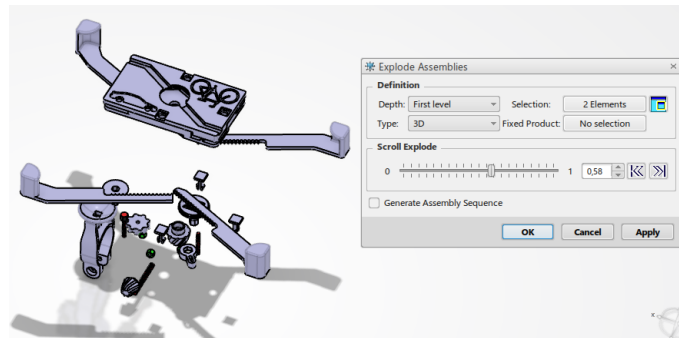 Explode Assemblies
Definition
Depth: First level Selection: 2 Elements
Type: 3D Fixed Product: No selection
Scroll Explode
0 1 0,58
Generate Assembly Sequence
OK Cancel Apply
x